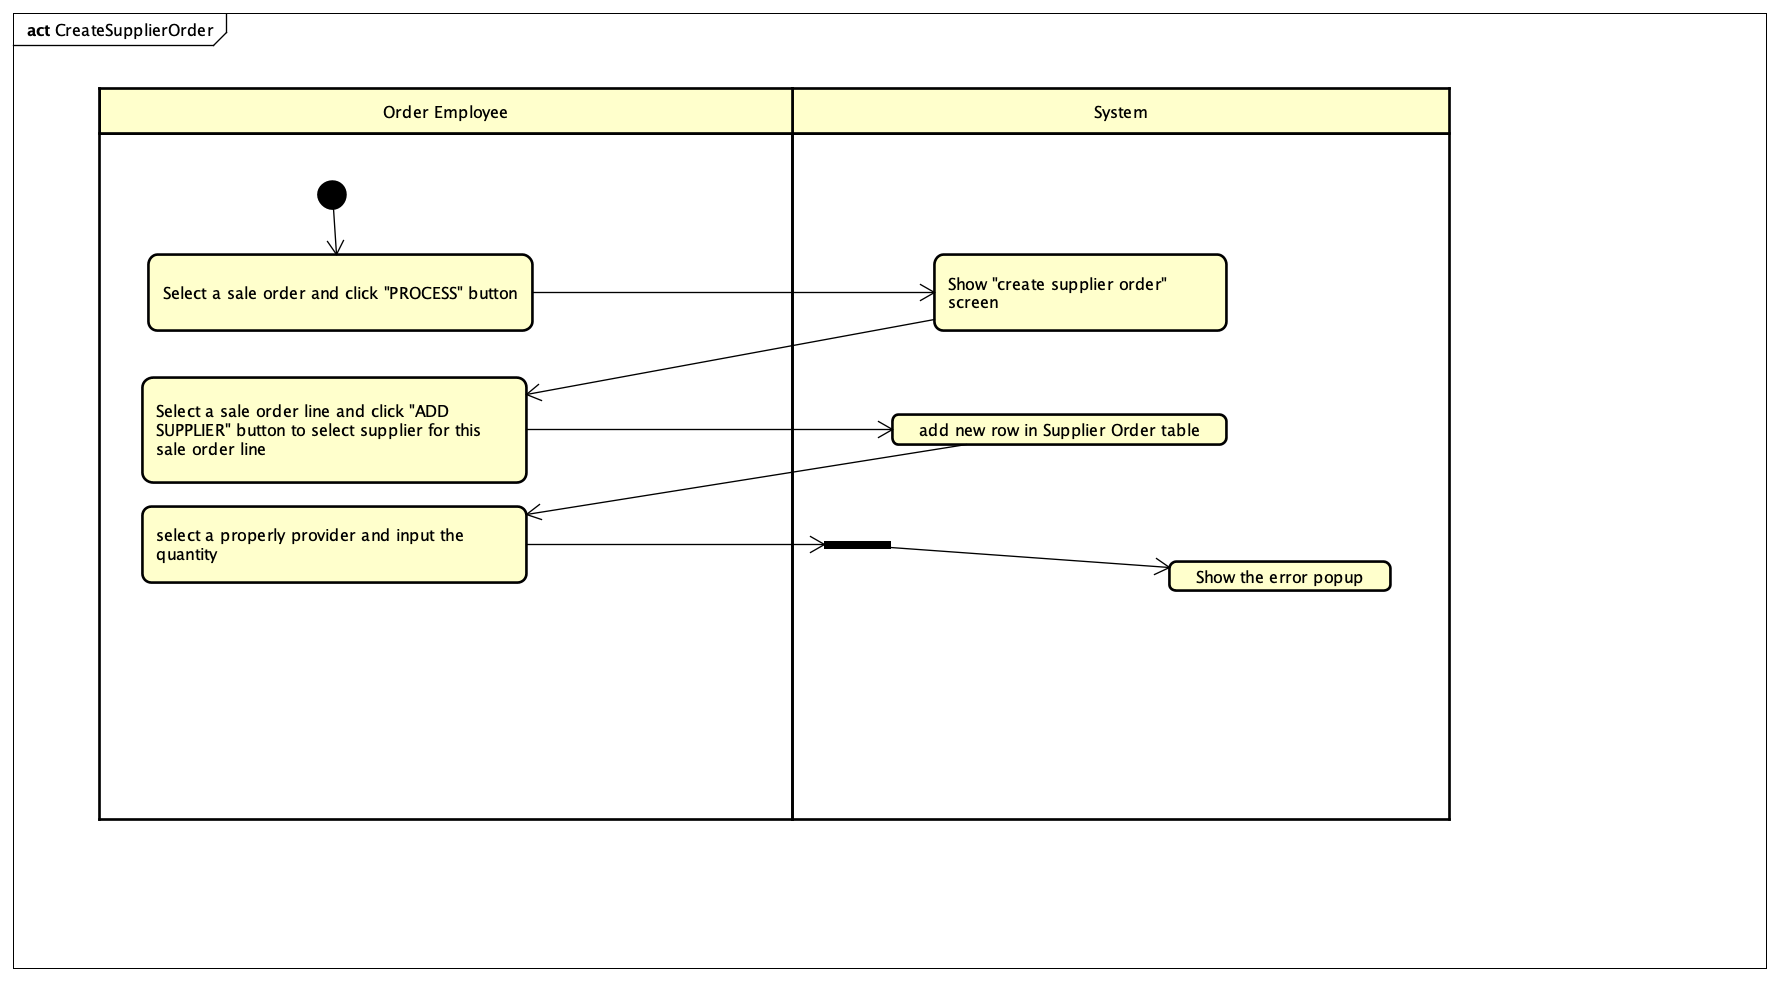 act CreateSupplierOrder
Order Employee
System
Select a sale order and click "PROCESS" button
Show "create supplier order"
screen
Select a sale order line and click "ADD
SUPPLIER" button to select supplier for this
sale order line
add new row in Supplier Order table
select a properly provider and input the
quantity
Show the error popup